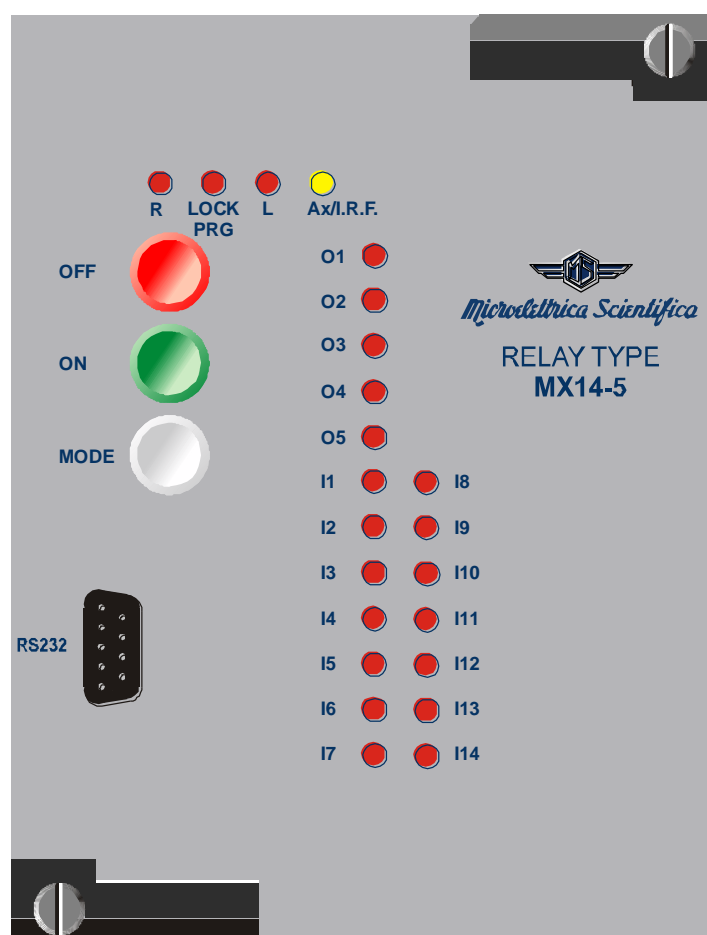 R LOCK L Ax/I.R.F.
PRG
OFF
ON
MODE
RS232
O1
O2
O3
O4
O5
I1 I8
I2 I9
I3 I10
I4 I11
I5 I12
I6 I13
I7 I14
MS
Microelettrica Scientifica
RELAY TYPE
MX14-5